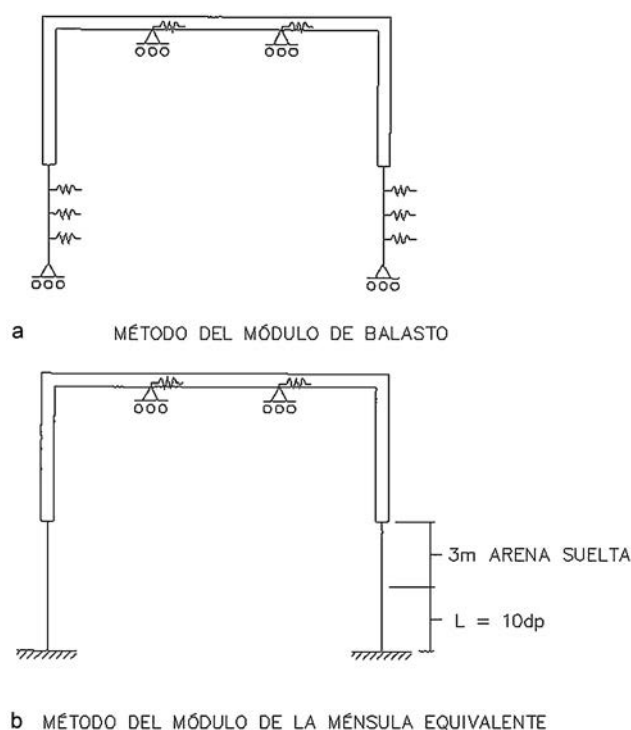 a MÉTODO DEL MÓDULO DE BALASTO
3m ARENA SUELTA
L = 10dp
b MÉTODO DEL MÓDULO DE LA MÉNSULA EQUIVALENTE